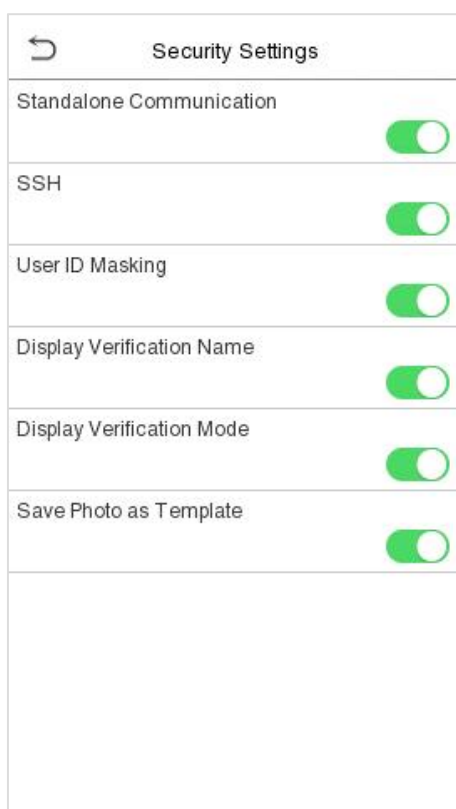 Security Settings
Standalone Communication
SSH
User ID Masking
Display Verification Name
Display Verification Mode
Save Photo as Template